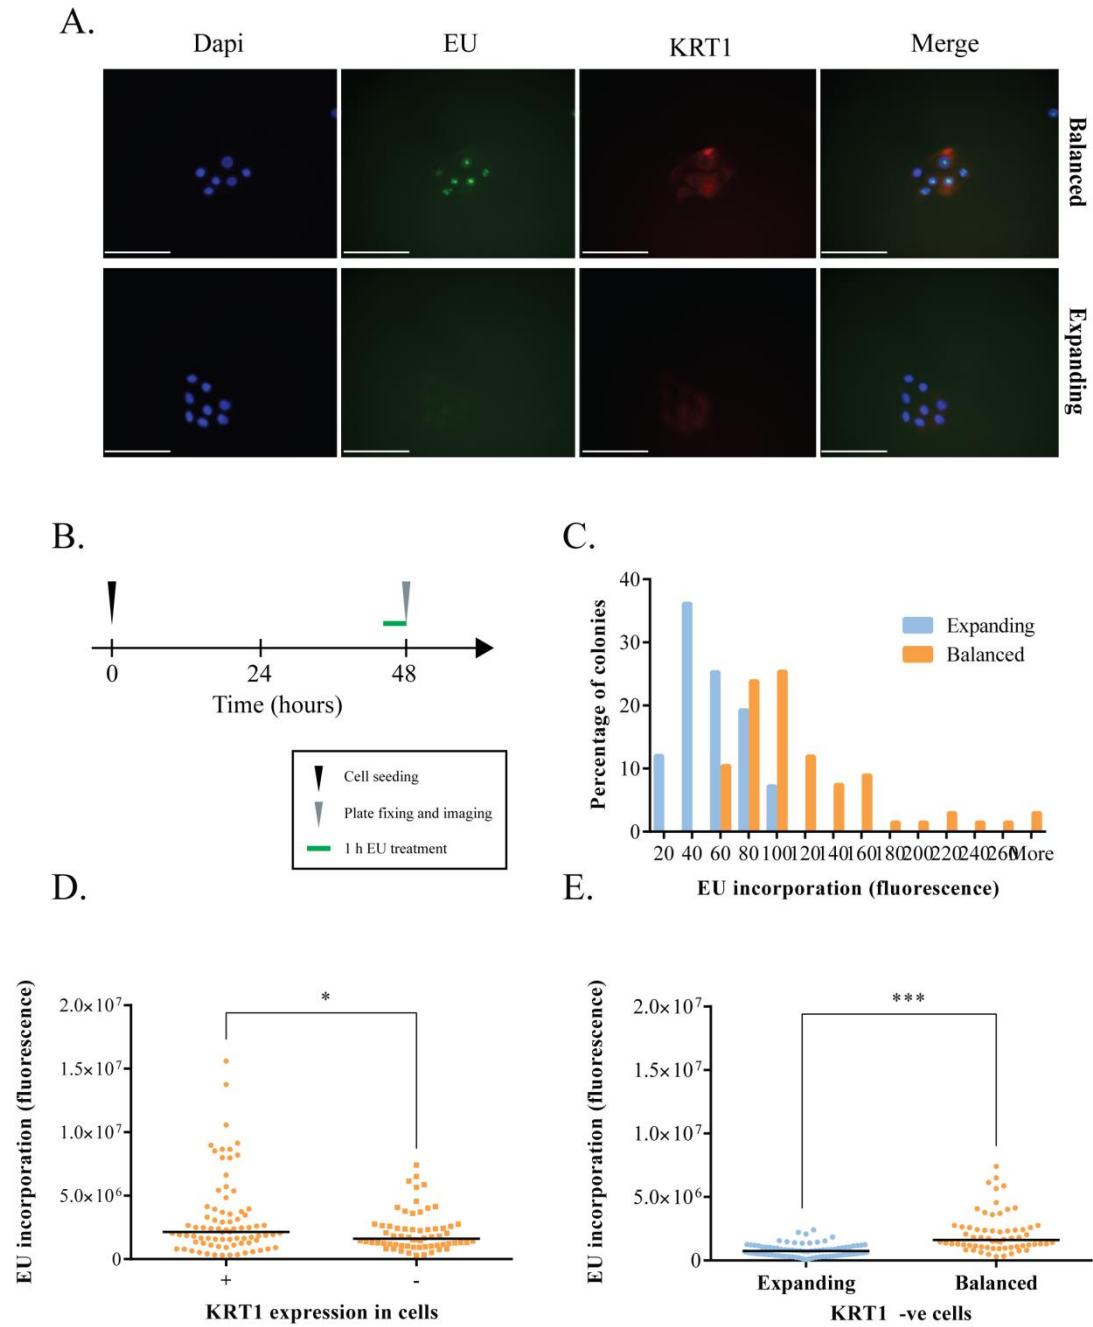 A.
Dapi
EU
KRT1
Merge
Balanced
Expanding
B.
0
24
48
Time (hours)
Cell seeding
Plate fixing and imaging
1 h EU treatment
C.
Percentage of colonies
40
30
20
10
0
Expanding
Balanced
20 40 60 80 100 120 140 160 180 200 220 240 260 More
EU incorporation (fluorescence)
D.
EU incorporation (fluorescence)
2.0×10⁷
1.5×10⁷
1.0×10⁷
5.0×10⁶
0
*
+ -
KRT1 expression in cells
E.
EU incorporation (fluorescence)
2.0×10⁷
1.5×10⁷
1.0×10⁷
5.0×10⁶
0
***
Expanding Balanced
KRT1 -ve cells